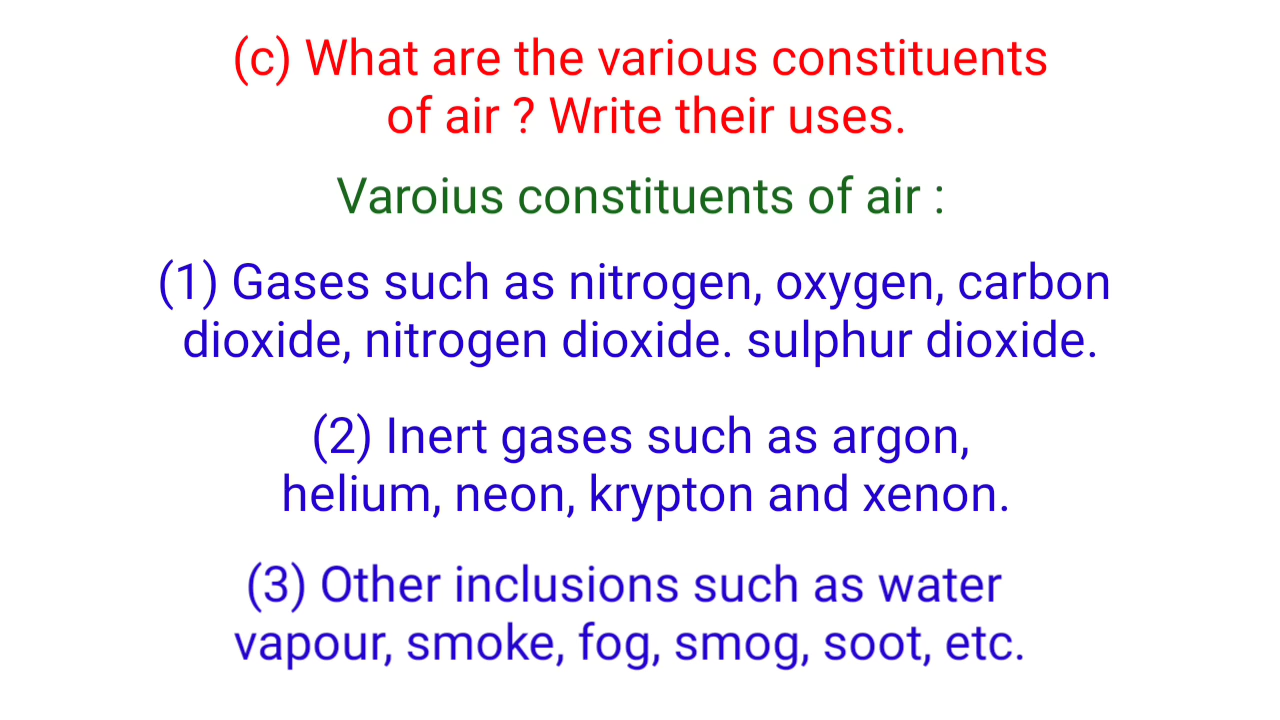 (c) What are the various constituents
of air ? Write their uses.
Varoius constituents of air :
(1) Gases such as nitrogen, oxygen, carbon
dioxide, nitrogen dioxide. sulphur dioxide.
(2) Inert gases such as argon,
helium, neon, krypton and xenon.
(3) Other inclusions such as water
vapour, smoke, fog, smog, soot, etc.